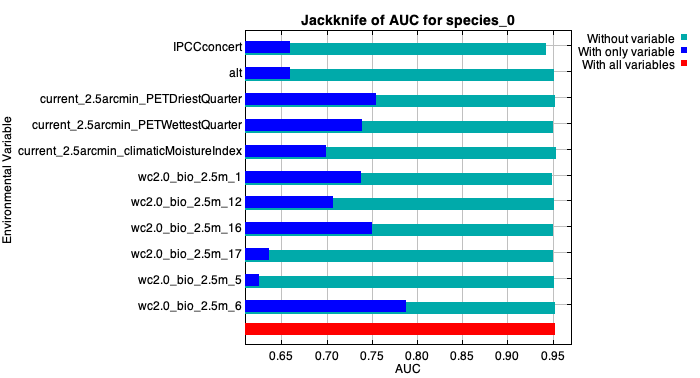 Jackknife of AUC for species_0
Without variable
With only variable
With all variables
Environmental Variable
IPCCconcert
alt
current_2.5arcmin_PETDriestQuarter
current_2.5arcmin_PETWettestQuarter
current_2.5arcmin_climaticMoistureIndex
wc2.0_bio_2.5m_1
wc2.0_bio_2.5m_12
wc2.0_bio_2.5m_16
wc2.0_bio_2.5m_17
wc2.0_bio_2.5m_5
wc2.0_bio_2.5m_6
0.65 0.70 0.75 0.80 0.85 0.90 0.95
AUC